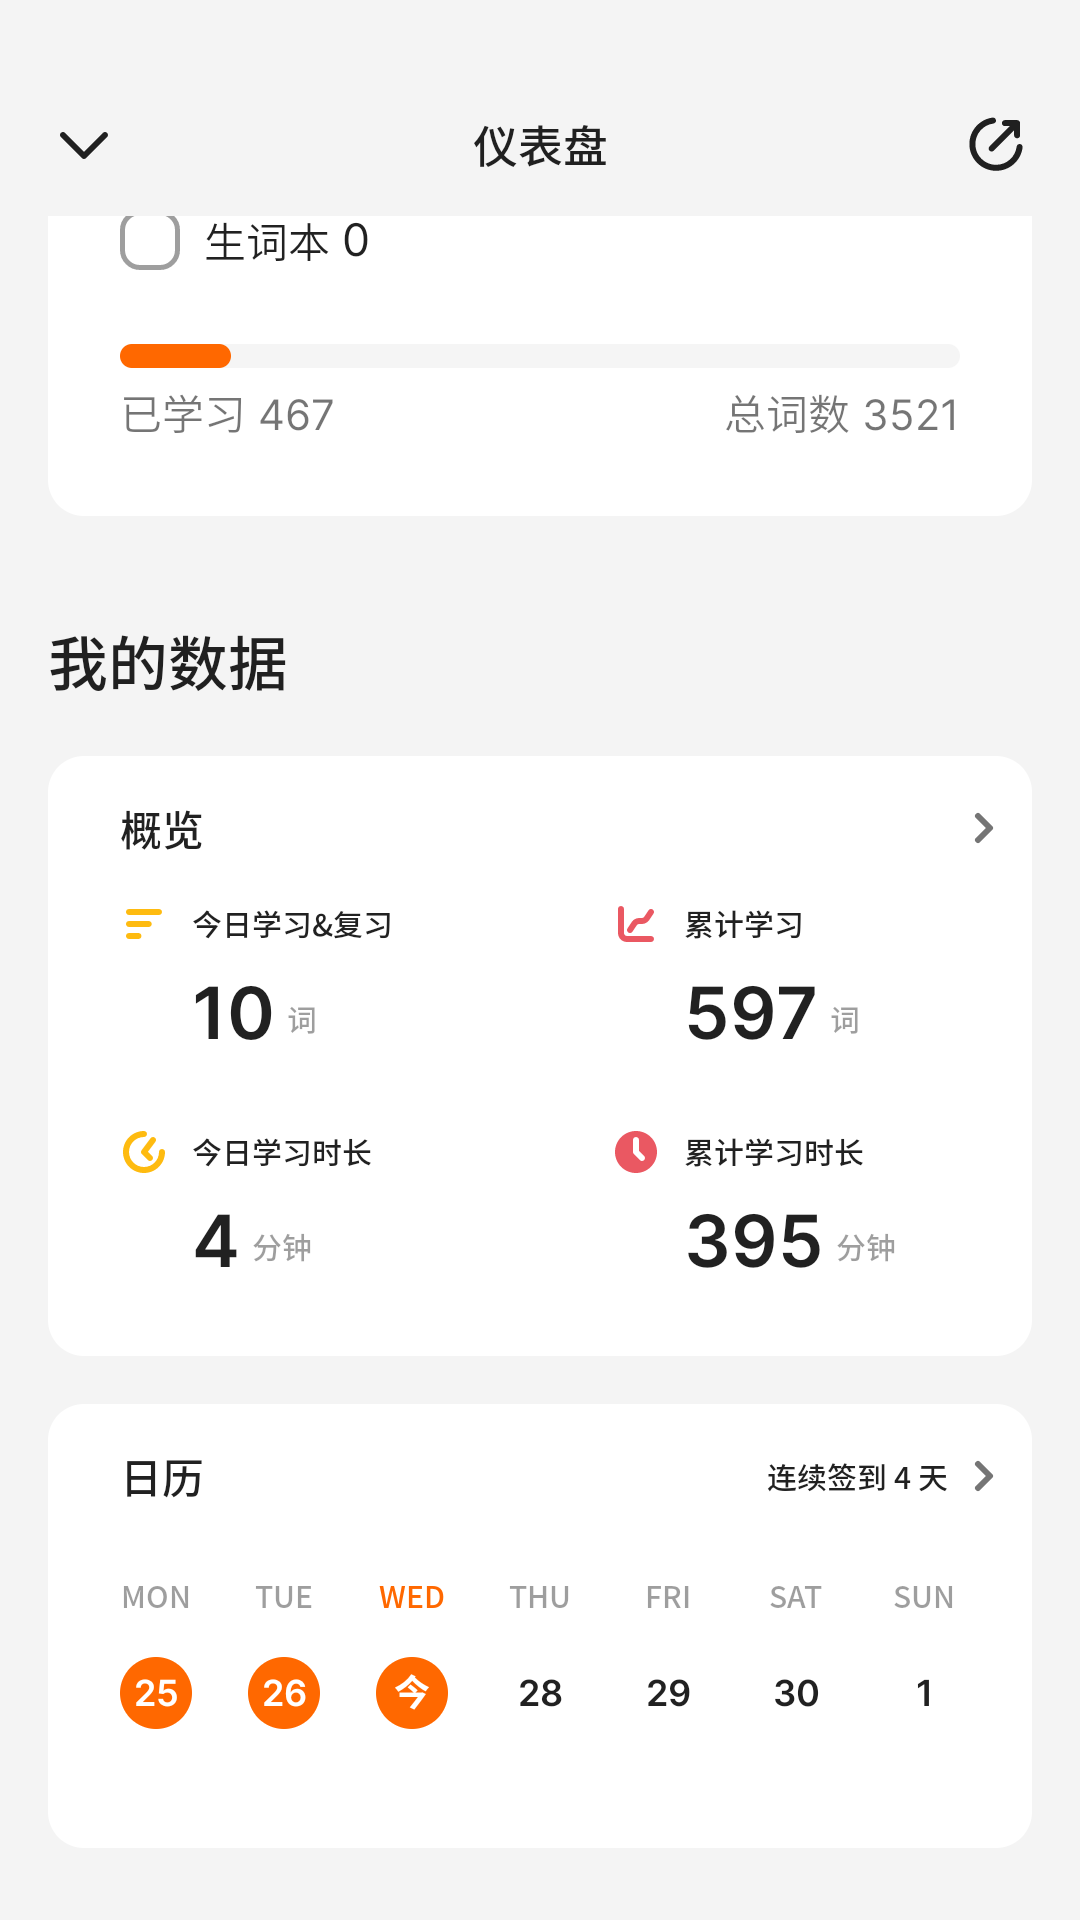 仪表盘
生词本 0
已学习 467
总词数 3521
我的数据
概览
今日学习&复习
累计学习
10 词
597 词
今日学习时长
累计学习时长
4 分钟
395 分钟
日历
连续签到 4 天
MON TUE WED THU FRI SAT SUN
25 26 今 28 29 30 1